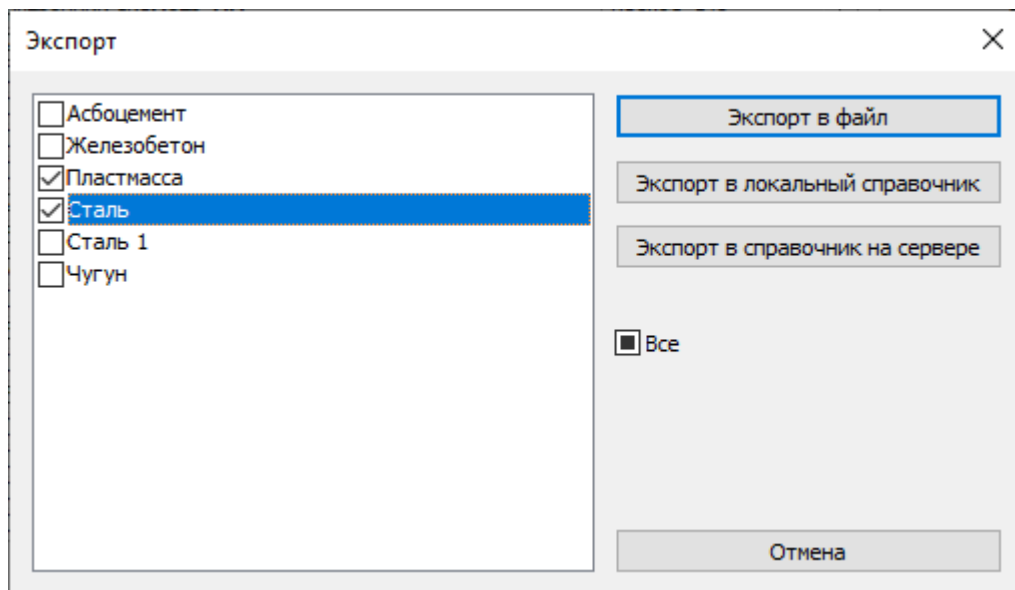 Экспорт
Асбоцемент
Железобетон
Пластмасса
Сталь
Сталь 1
Чугун
Экспорт в файл
Экспорт в локальный справочник
Экспорт в справочник на сервере
Все
Отмена